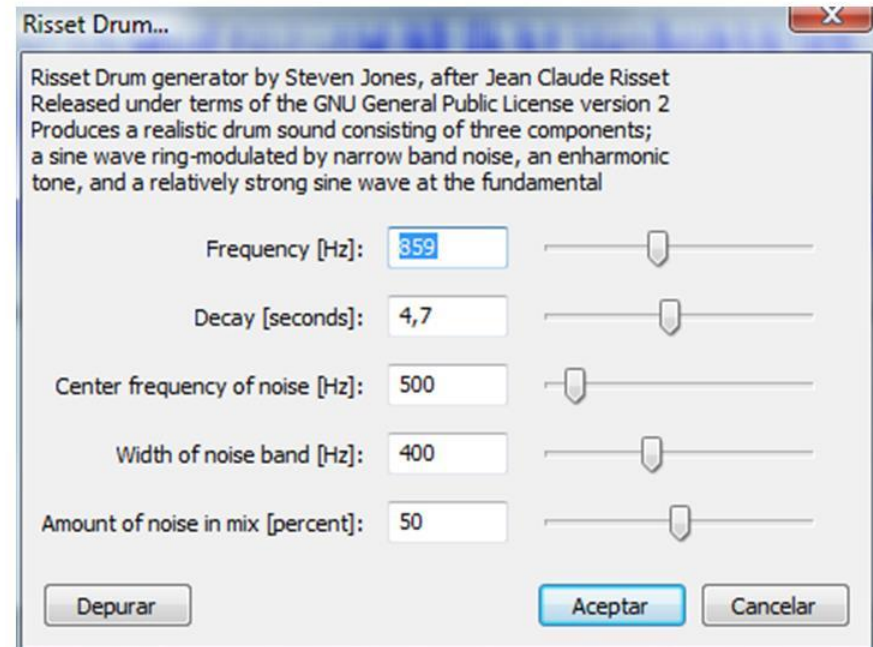 Risset Drum...
Risset Drum generator by Steven Jones, after Jean Claude Risset
Released under terms of the GNU General Public License version 2
Produces a realistic drum sound consisting of three components;
a sine wave ring-modulated by narrow band noise, an enharmonic
tone, and a relatively strong sine wave at the fundamental
Frequency [Hz]: 859
Decay [seconds]: 4,7
Center frequency of noise [Hz]: 500
Width of noise band [Hz]: 400
Amount of noise in mix [percent]: 50
Depurar Aceptar Cancelar